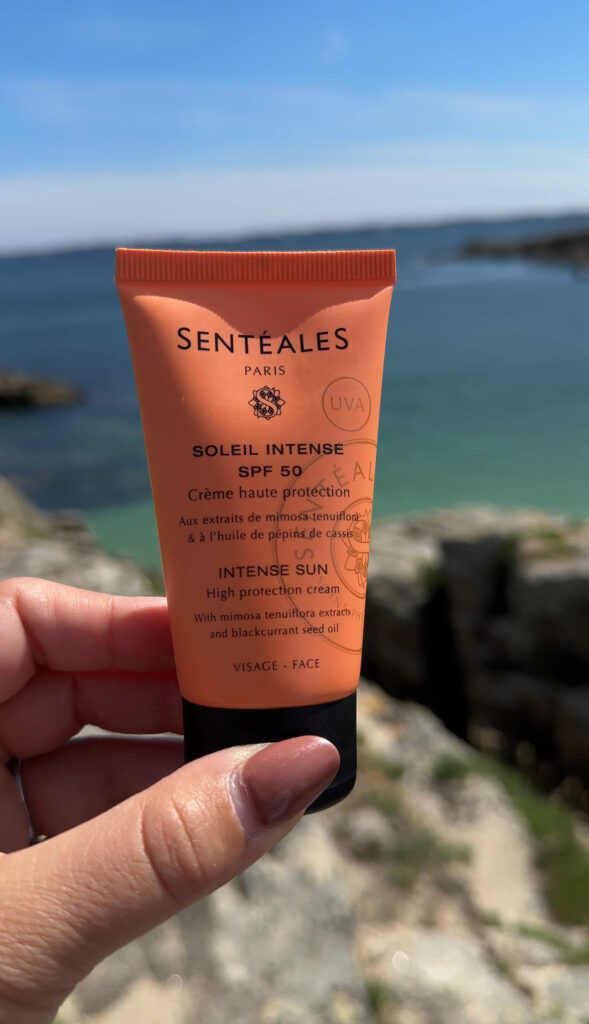 SENTÉALES
PARIS
UVA
SOLEIL INTENSE
SPF 50
Crème haute protection
Aux extraits de mimosa tenuiflora
& à l'huile de pépins de cassis
INTENSE SUN
High protection cream
With mimosa tenuiflora extracts
and blackcurrant seed oil
VISAGE - FACE
SENTÉAL